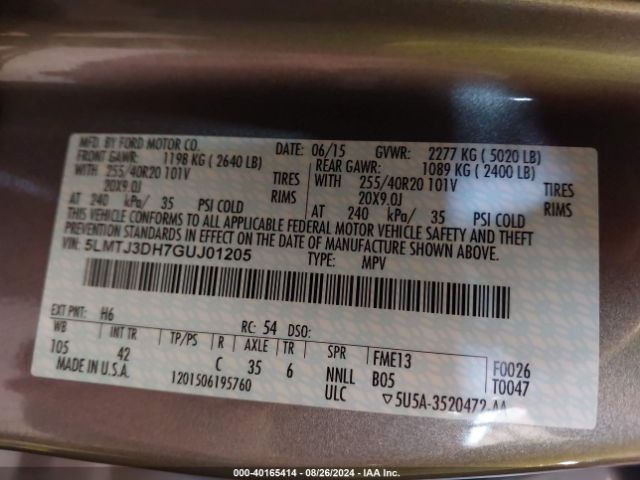 MFD. BY FORD MOTOR CO. DATE: 06/15 GVWR: 2277 KG ( 5020 LB)
FRONT GAWR: 1198 KG ( 2640 LB) REAR GAWR: 1089 KG ( 2400 LB)
WITH 255/40R20 101V TIRES WITH 255/40R20 101V TIRES
20X9.0J RIMS 20X9.0J RIMS
AT 240 kPa/ 35 PSI COLD AT 240 kPa/ 35 PSI COLD
THIS VEHICLE CONFORMS TO ALL APPLICABLE FEDERAL MOTOR VEHICLE SAFETY AND THEFT
PREVENTION STANDARDS IN EFFECT ON THE DATE OF MANUFACTURE SHOWN ABOVE.
VIN: 5LMTJ3DH7GUJ01205 TYPE: MPV
EXT PNT: H6 RC: 54 DSO:
WB INT TR TP/PS R AXLE TR SPR FME13 F0026
105 42 C 35 6 NNLL B05 T0047
MADE IN U.S.A. 1201506195760 ULC ▽5U5A-3520472-AA
000-40165414 - 08/26/2024 - IAA Inc.